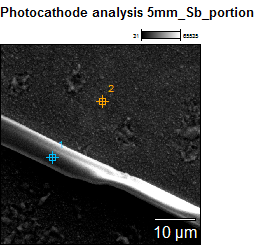 Photocathode analysis 5mm_Sb_portion
31 65535
2
1
10 µm